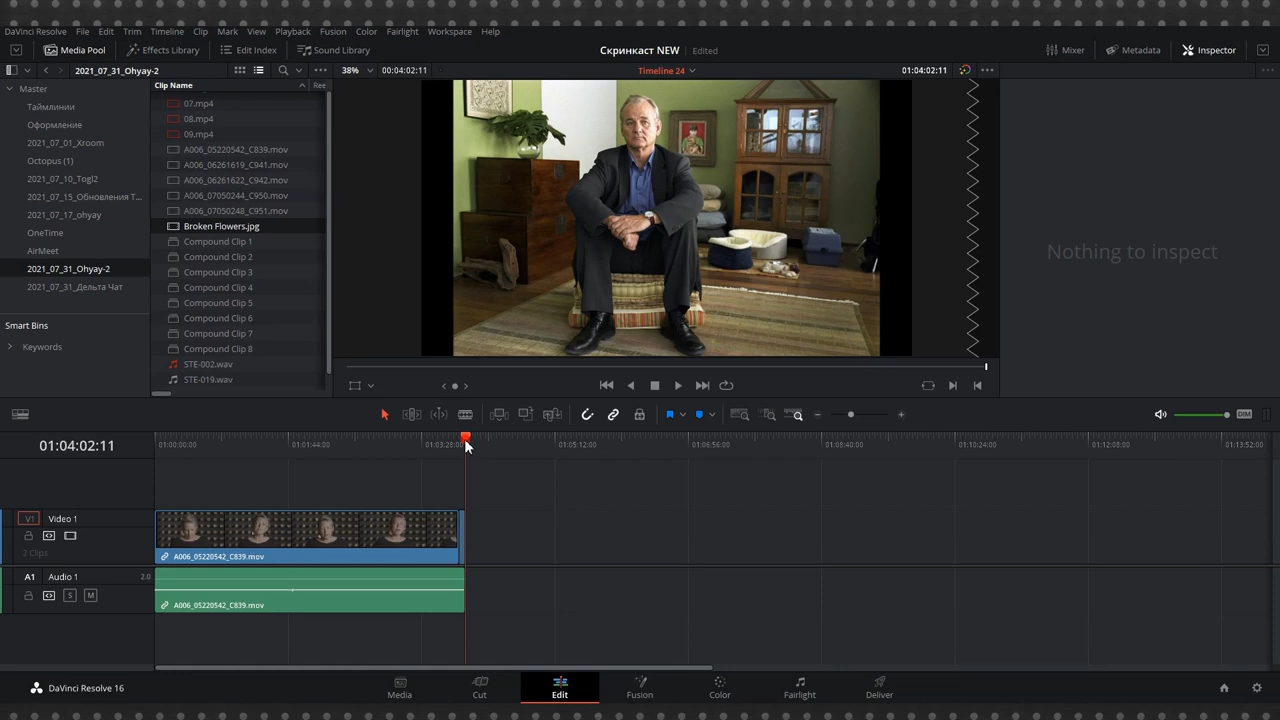 DaVinci Resolve File Edit Trim Timeline Clip Mark View Playback Fusion Color Fairlight Workspace Help
Media Pool Effects Library Edit Index Sound Library Скринкаст NEW Edited Mixer Metadata Inspector
2021_07_31_Ohyay-2 38% 00:04:02:11 Timeline 24 01:04:02:11
Master
Таймлинии
Оформление
2021_07_01_Xroom
Octopus (1)
2021_07_10_Togl2
2021_07_15_Обновления Т...
2021_07_17_ohyay
OneTime
AirMeet
2021_07_31_Ohyay-2
2021_07_31_Дельта Чат
Smart Bins
Keywords
Clip Name Ree
07.mp4
08.mp4
09.mp4
A006_05220542_C839.mov
A006_06261619_C941.mov
A006_06261622_C942.mov
A006_07050244_C950.mov
A006_07050248_C951.mov
Broken Flowers.jpg
Compound Clip 1
Compound Clip 2
Compound Clip 3
Compound Clip 4
Compound Clip 5
Compound Clip 6
Compound Clip 7
Compound Clip 8
STE-002.wav
STE-019.wav
Nothing to inspect
DIM
01:04:02:11 01:00:00:00 01:01:44:00 01:03:28:00 01:05:12:00 01:06:56:00 01:08:40:00 01:10:24:00 01:12:08:00 01:13:52:00
V1 Video 1
2 Clips
A006_05220542_C839.mov
A1 Audio 1 2.0
S M
A006_05220542_C839.mov
DaVinci Resolve 16 Media Cut Edit Fusion Color Fairlight Deliver